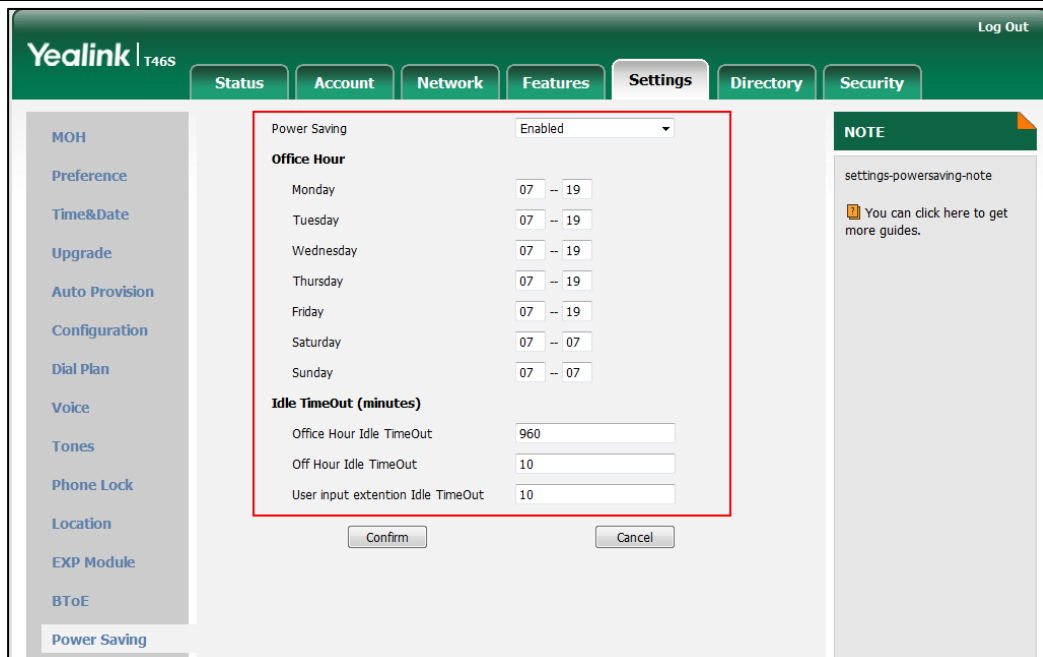 Log Out
Yealink | T46S
Status Account Network Features Settings Directory Security
MOH
Preference
Time&Date
Upgrade
Auto Provision
Configuration
Dial Plan
Voice
Tones
Phone Lock
Location
EXP Module
BToE
Power Saving
Power Saving Enabled
Office Hour
Monday 07 -- 19
Tuesday 07 -- 19
Wednesday 07 -- 19
Thursday 07 -- 19
Friday 07 -- 19
Saturday 07 -- 07
Sunday 07 -- 07
Idle TimeOut (minutes)
Office Hour Idle TimeOut 960
Off Hour Idle TimeOut 10
User input extention Idle TimeOut 10
Confirm Cancel
NOTE
settings-powersaving-note
? You can click here to get
more guides.